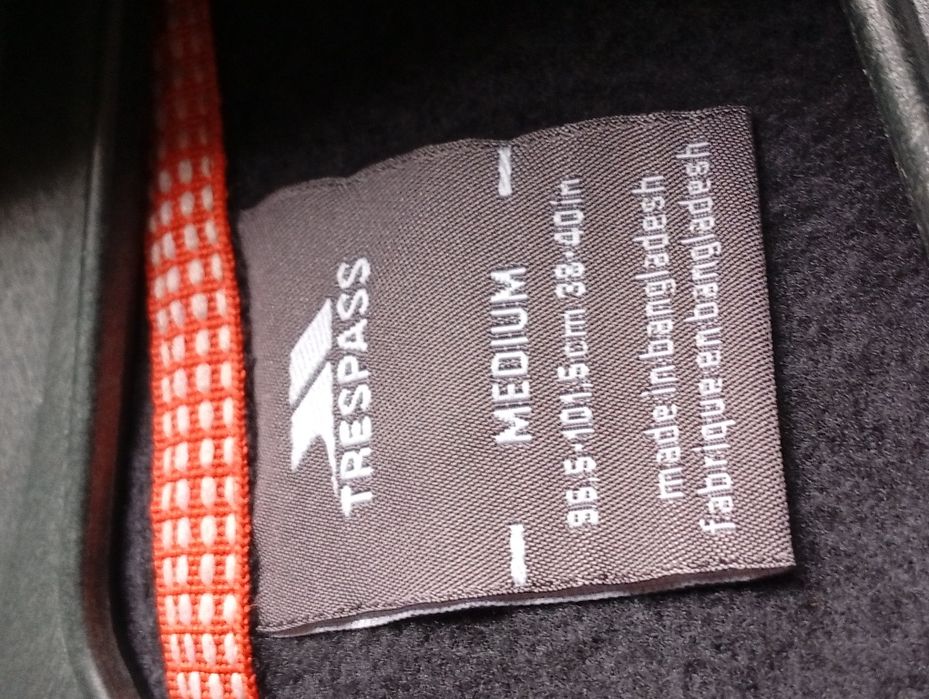 TRESPASS
MEDIUM
96.5-101.5cm 38-40in
made in bangladesh
fabrique en bangladesh